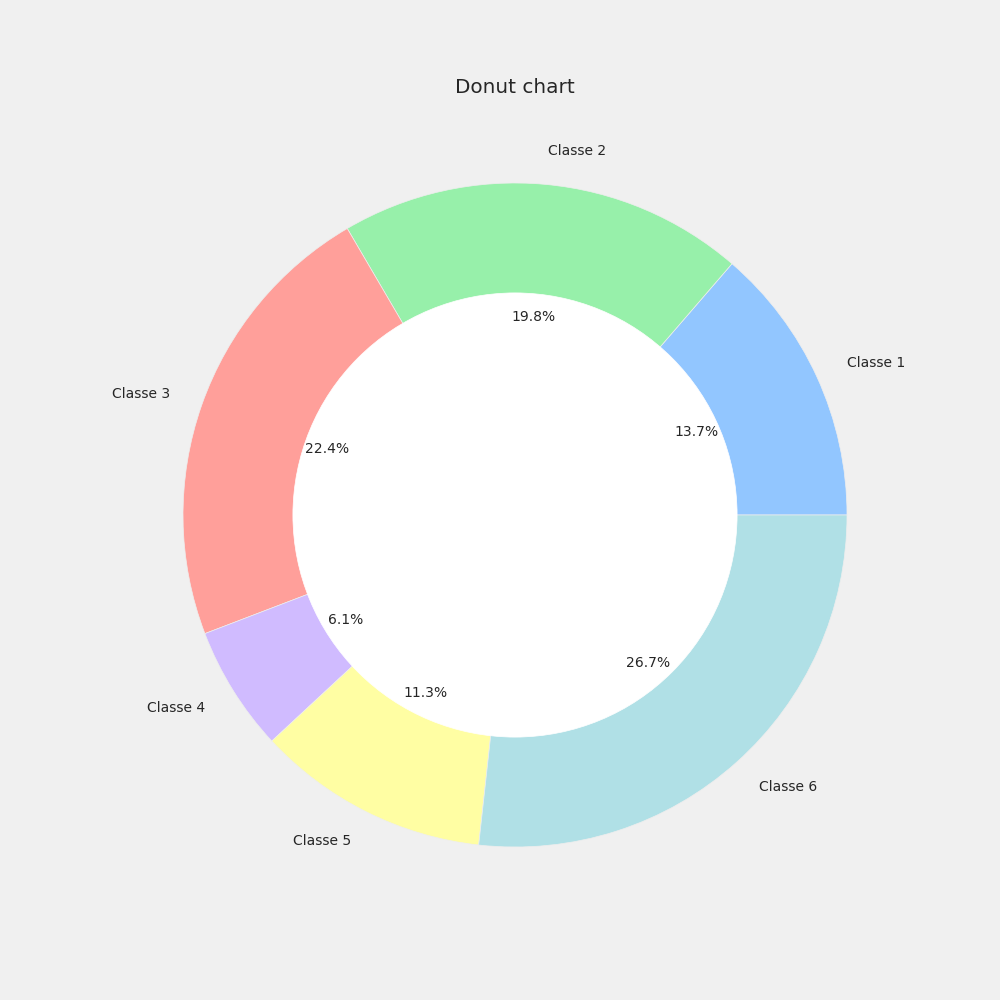 Donut chart
Classe 2
19.8%
Classe 1
Classe 3
13.7%
22.4%
6.1%
26.7%
11.3%
Classe 4
Classe 6
Classe 5